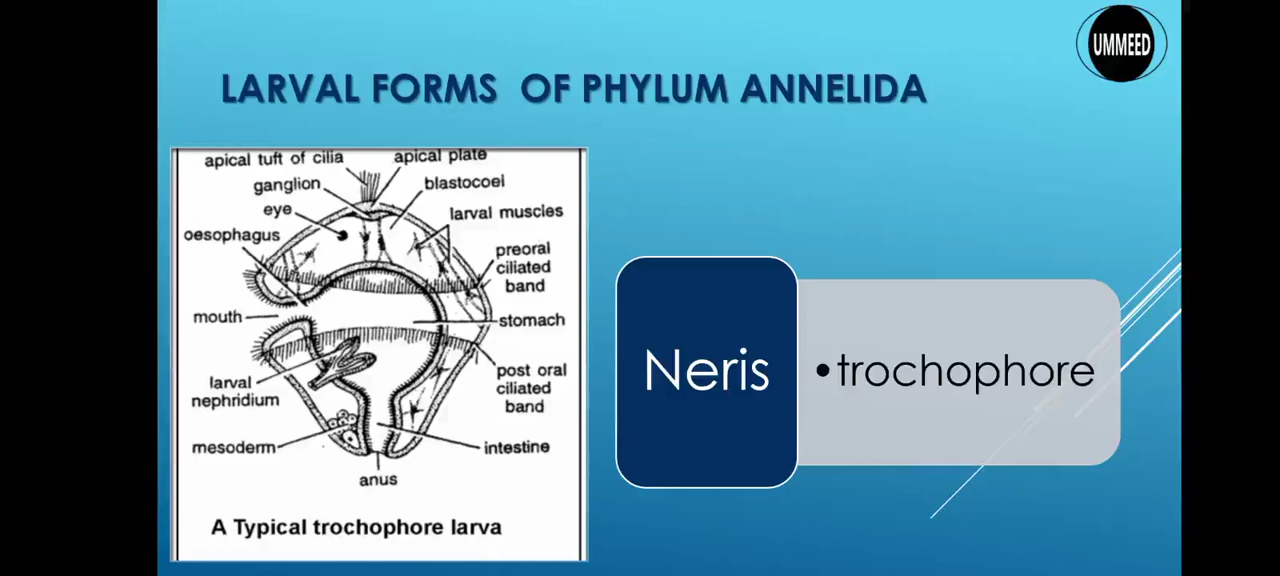 UMMEED
LARVAL FORMS OF PHYLUM ANNELIDA
apical tuft of cilia
apical plate
ganglion
blastocoel
eye
larval muscles
oesophagus
preoral
ciliated
band
mouth
stomach
larval
nephridium
post oral
ciliated
band
mesoderm
intestine
anus
A Typical trochophore larva
Neris
•trochophore